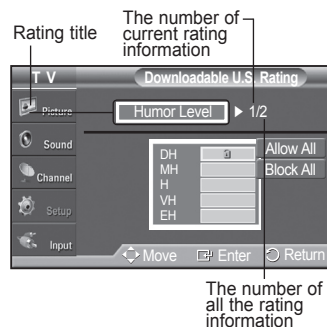 The number of
current rating
information
Rating title
T V
Downloadable U.S. Rating
Picture
Humor Level ▶ 1/2
Sound
Channel
Setup
Input
DH
MH
H
VH
EH
Allow All
Block All
Move Enter Return
The number of
all the rating
information